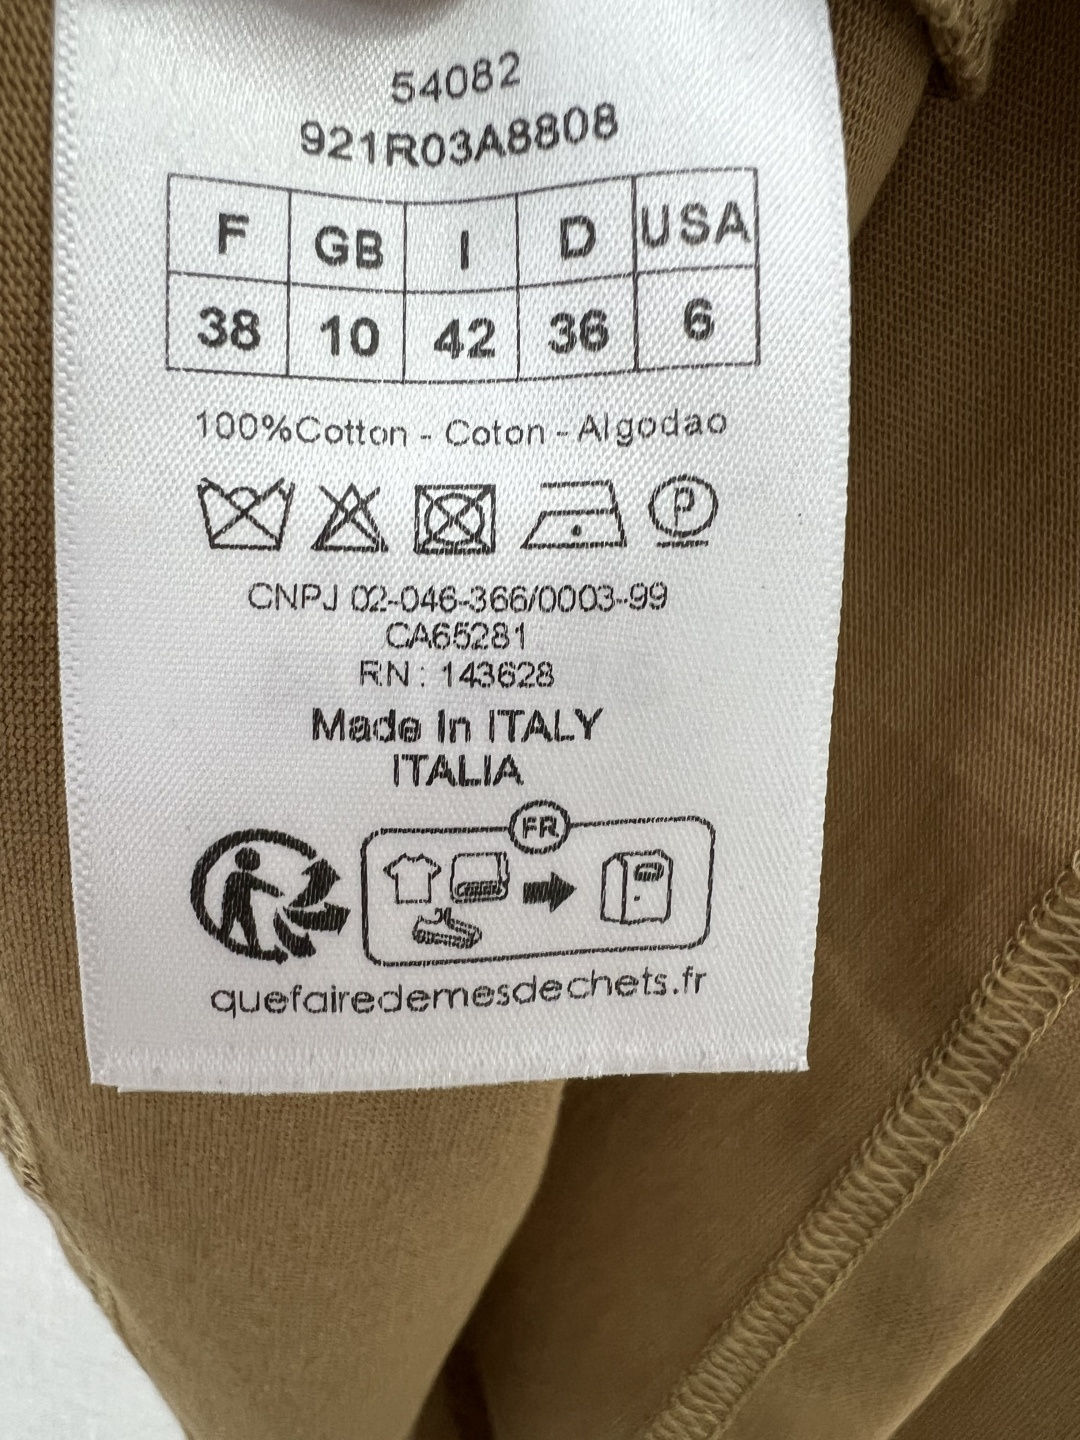 54082
921R03A8808
F GB I D USA
38 10 42 36 6
100%Cotton - Coton - Algodao
P
CNPJ 02-046-366/0003-99
CA65281
RN : 143628
Made In ITALY
ITALIA
FR
quefairedemesdechets.fr